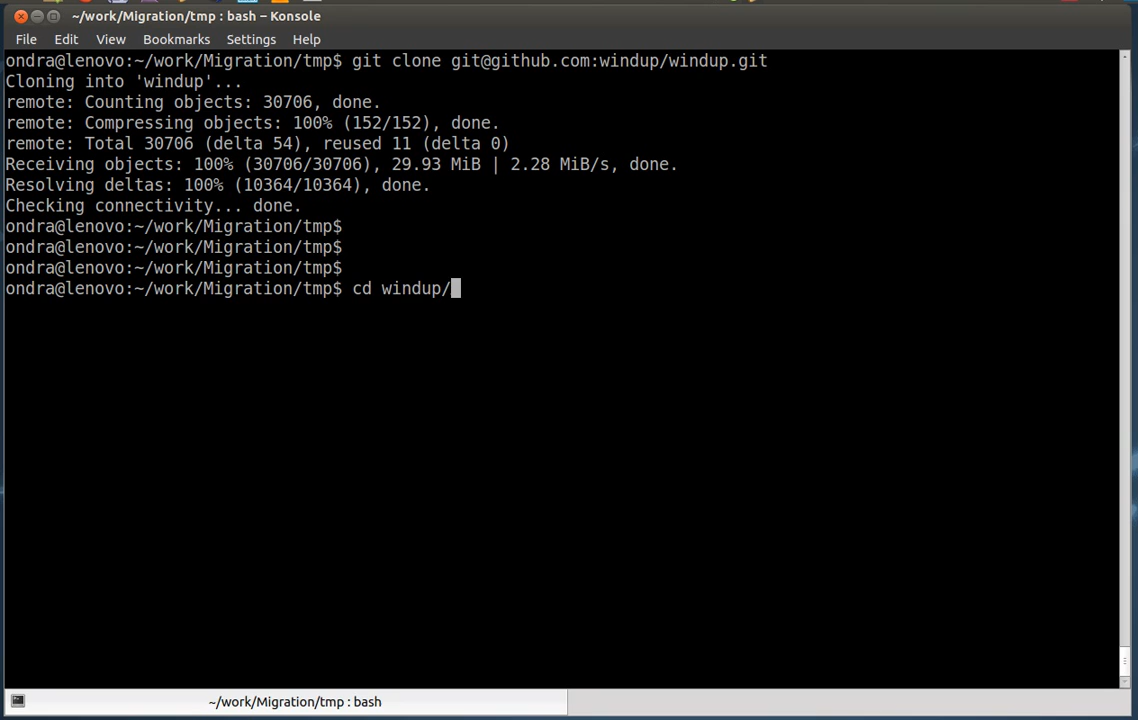 ~/work/Migration/tmp : bash – Konsole
File Edit View Bookmarks Settings Help
ondra@lenovo:~/work/Migration/tmp$ git clone git@github.com:windup/windup.git
Cloning into 'windup'...
remote: Counting objects: 30706, done.
remote: Compressing objects: 100% (152/152), done.
remote: Total 30706 (delta 54), reused 11 (delta 0)
Receiving objects: 100% (30706/30706), 29.93 MiB | 2.28 MiB/s, done.
Resolving deltas: 100% (10364/10364), done.
Checking connectivity... done.
ondra@lenovo:~/work/Migration/tmp$
ondra@lenovo:~/work/Migration/tmp$
ondra@lenovo:~/work/Migration/tmp$
ondra@lenovo:~/work/Migration/tmp$ cd windup/
~/work/Migration/tmp : bash